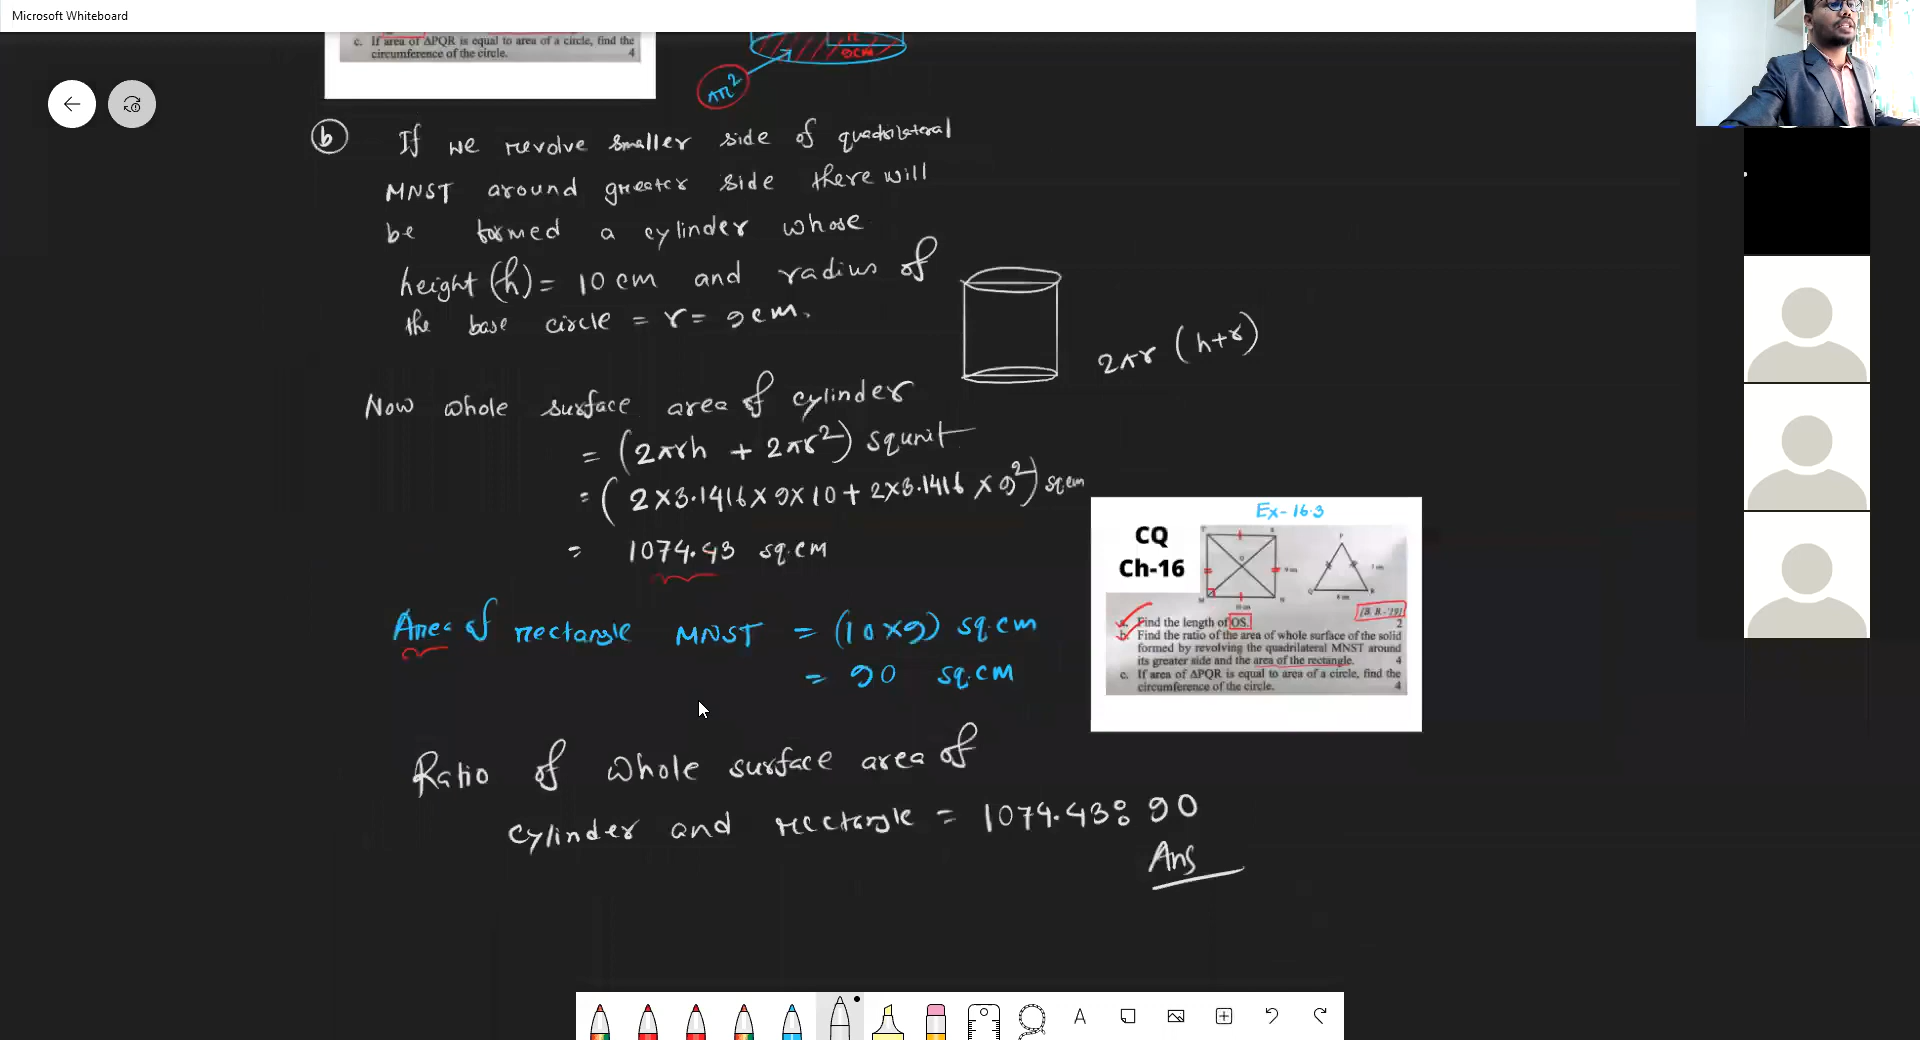 Microsoft Whiteboard
c. If area of ΔPQR is equal to area of a circle, find the
circumference of the circle. 4
9cm
πr²
b If we revolve smaller side of quadrilateral
MNST around greater side there will
be formed a cylinder whose
height (h) = 10 cm and radius of
the base circle = r = 9 cm.
2πr (h+r)
Now whole surface area of cylinder
= (2πrh + 2πr²) squnit
= (2×3.1416×9×10 + 2×3.1416×9²) sqcm
= 1074.43 sq.cm
Area of rectangle MNST = (10×9) sq.cm
= 90 sq.cm
Ratio of whole surface area of
cylinder and rectangle = 1074.43 : 90
Ans
Ex-16.3
CQ
Ch-16
P
O
M
N
Q
R
[B. B.-'19]
a. Find the length of OS. 2
b. Find the ratio of the area of whole surface of the solid
formed by revolving the quadrilateral MNST around
its greater side and the area of the rectangle. 4
c. If area of ΔPQR is equal to area of a circle, find the
circumference of the circle. 4
A